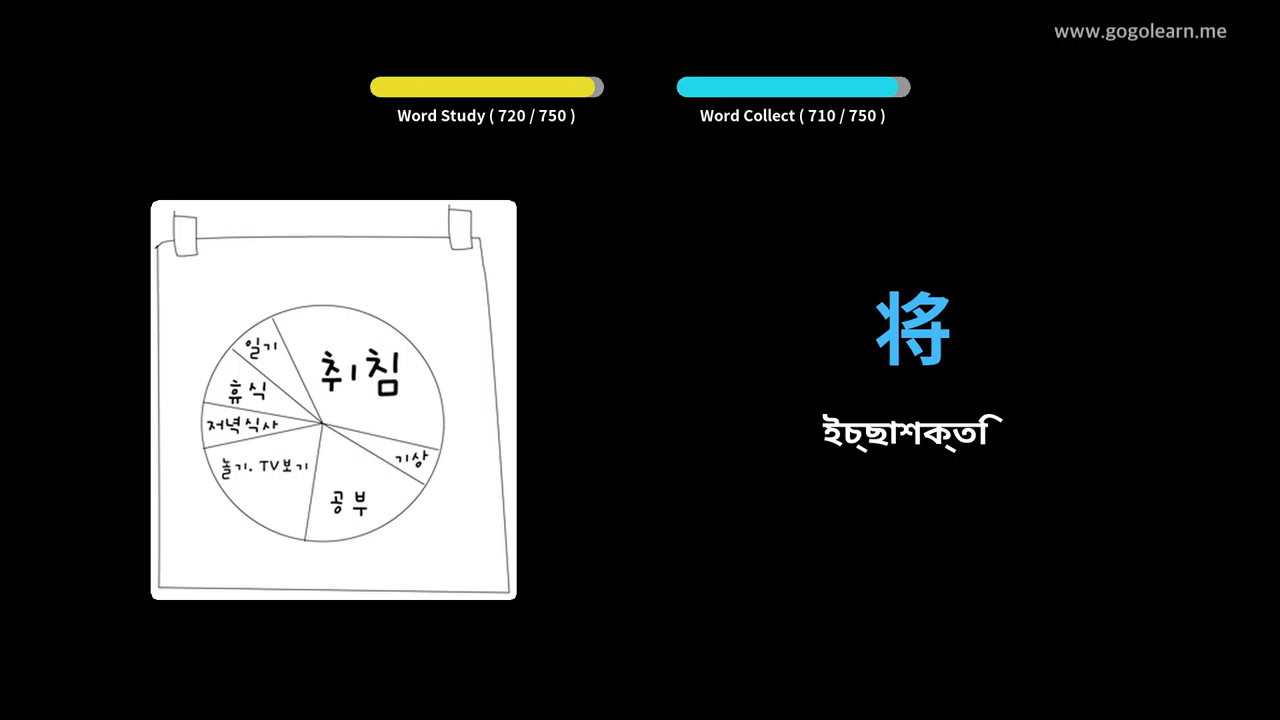 www.gogolearn.me
Word Study ( 720 / 750 )
Word Collect ( 710 / 750 )
일기
취침
휴식
저녁식사
놀기. TV보기
기상
공부
将
ইচ্ছাশক্তি